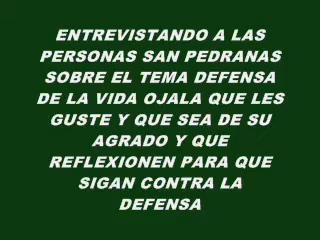 ENTREVISTANDO A LAS
PERSONAS SAN PEDRANAS
SOBRE EL TEMA DEFENSA
DE LA VIDA OJALA QUE LES
GUSTE Y QUE SEA DE SU
AGRADO Y QUE
REFLEXIONEN PARA QUE
SIGAN CONTRA LA
DEFENSA